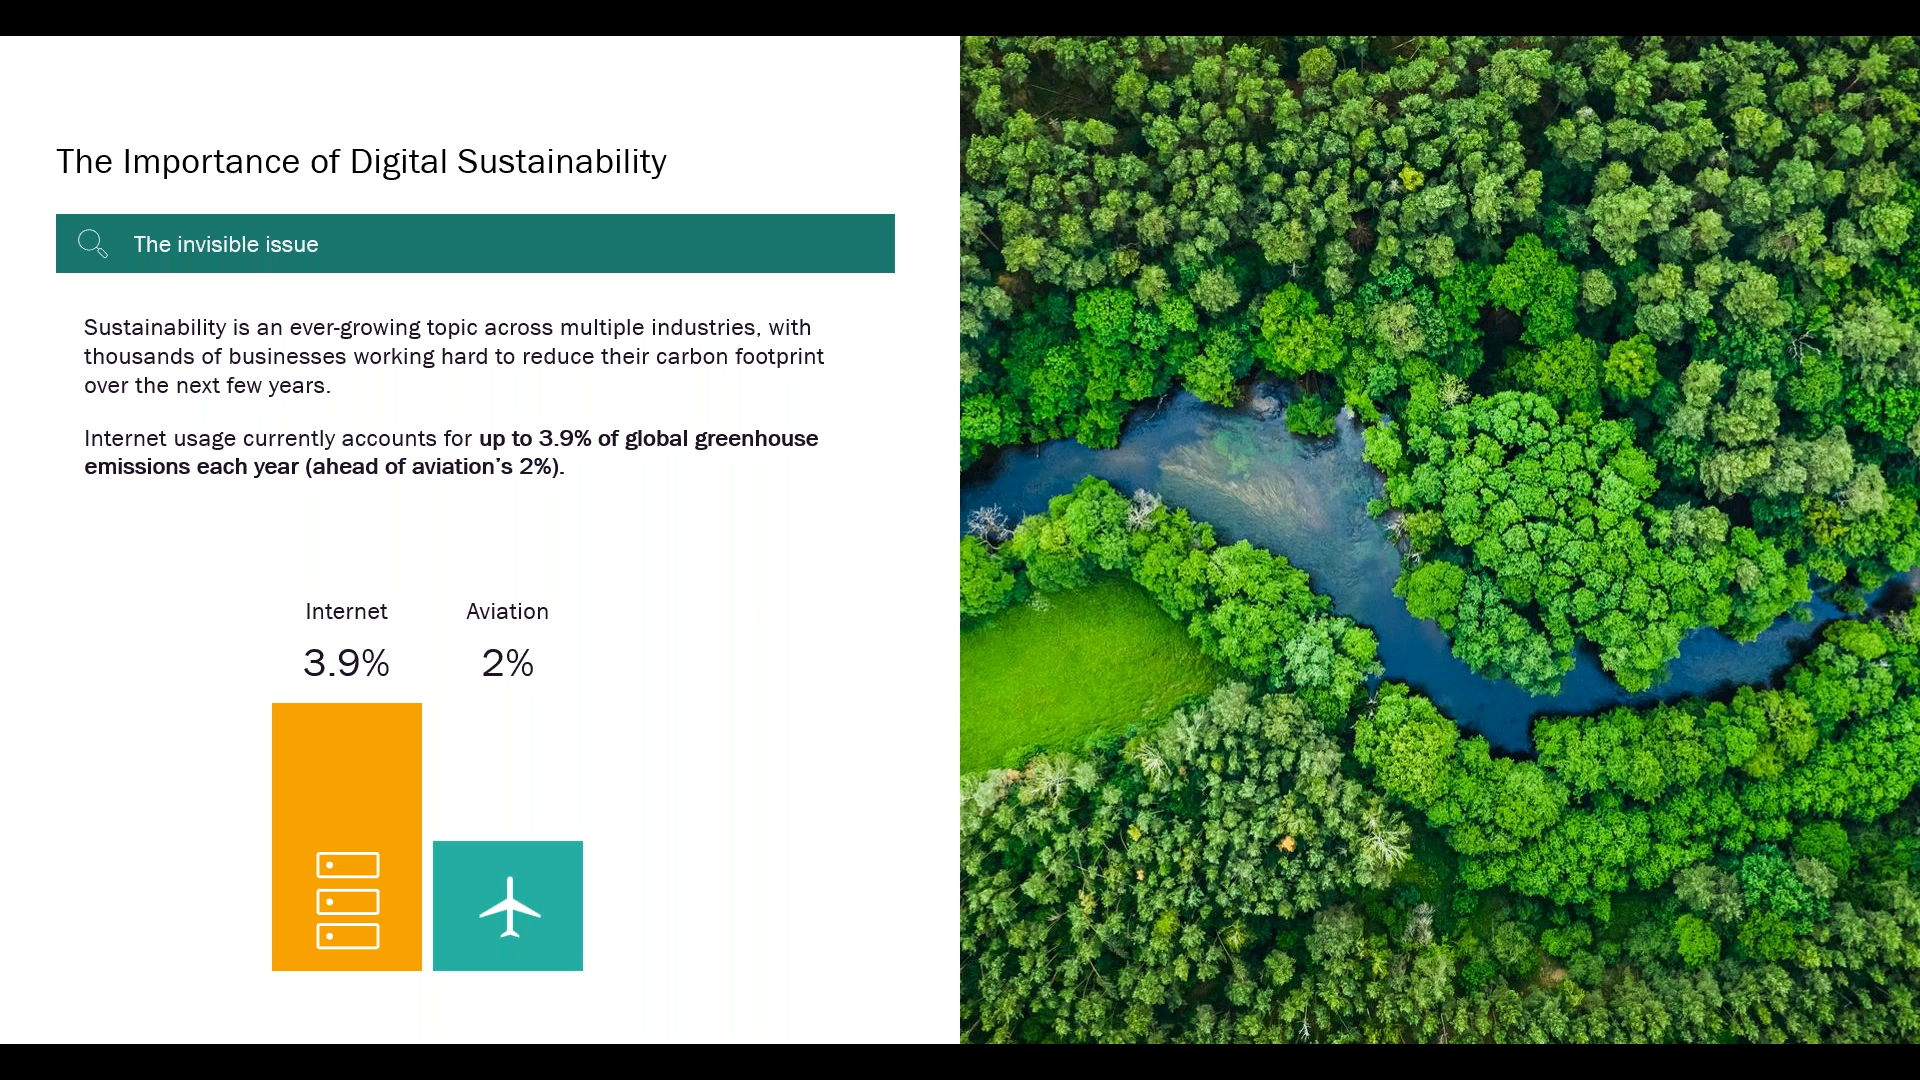 The Importance of Digital Sustainability
The invisible issue
Sustainability is an ever-growing topic across multiple industries, with
thousands of businesses working hard to reduce their carbon footprint
over the next few years.
Internet usage currently accounts for up to 3.9% of global greenhouse
emissions each year (ahead of aviation’s 2%).
Internet
Aviation
3.9%
2%